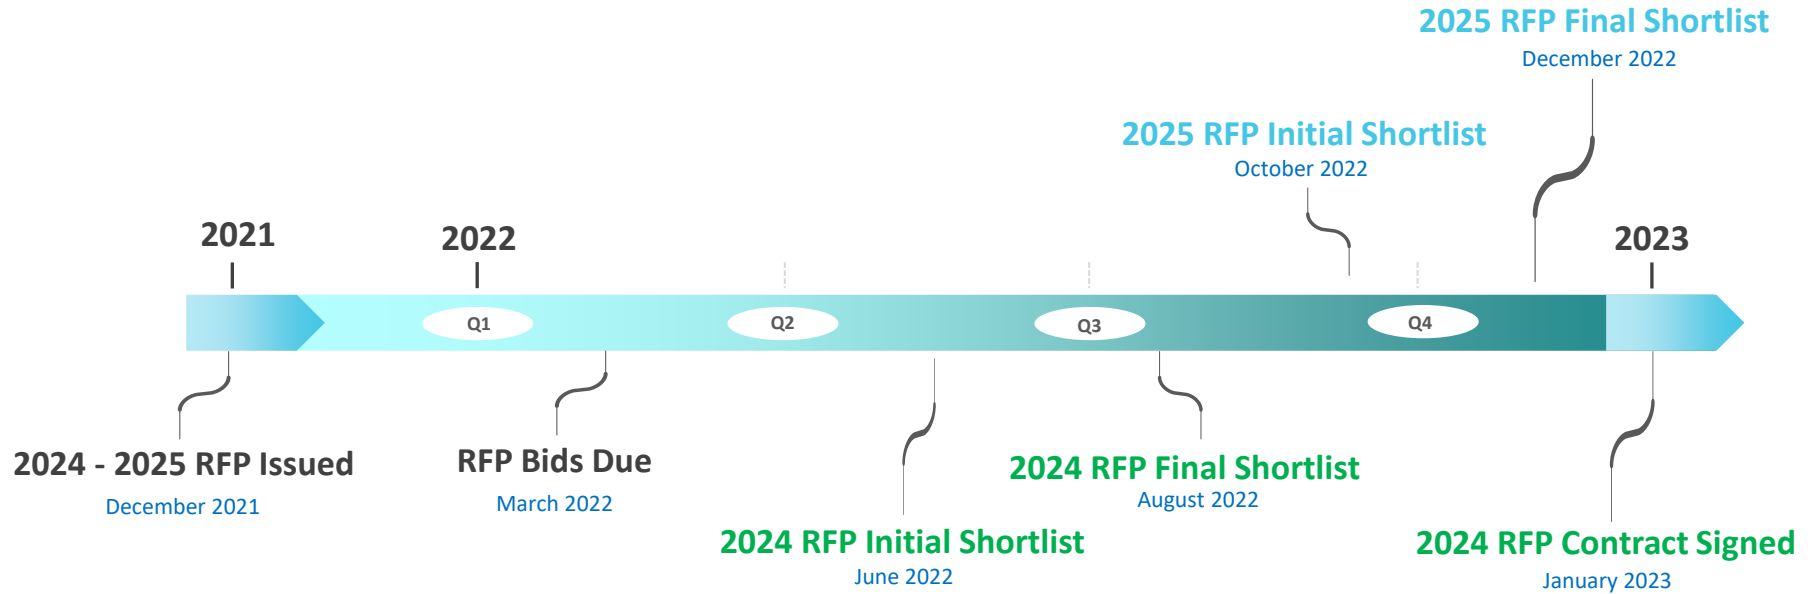 2025 RFP Final Shortlist
December 2022
2025 RFP Initial Shortlist
October 2022
2021
2022
2023
Q1
Q2
Q3
Q4
2024 - 2025 RFP Issued
December 2021
RFP Bids Due
March 2022
2024 RFP Initial Shortlist
June 2022
2024 RFP Final Shortlist
August 2022
2024 RFP Contract Signed
January 2023